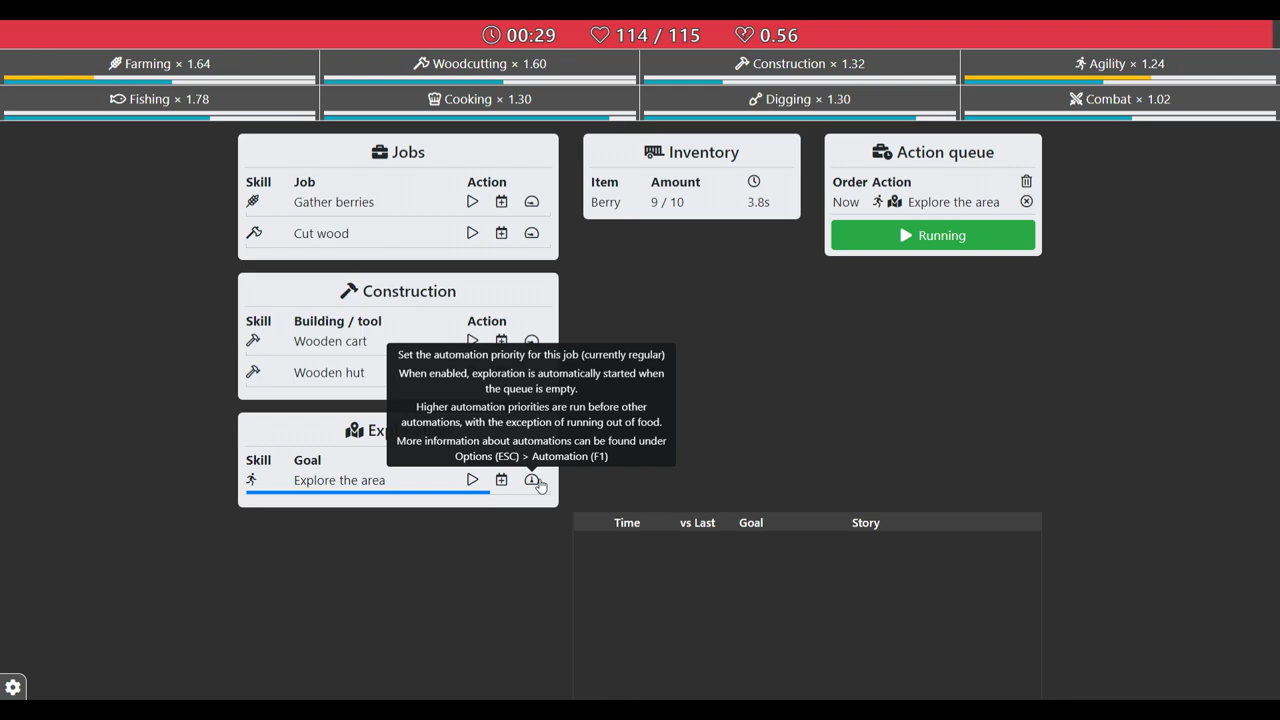 00:29 114 / 115 0.56
Farming × 1.64 Woodcutting × 1.60 Construction × 1.32 Agility × 1.24
Fishing × 1.78 Cooking × 1.30 Digging × 1.30 Combat × 1.02
Jobs
Skill Job Action
Gather berries
Cut wood
Construction
Skill Building / tool Action
Wooden cart
Wooden hut
Skill Goal
Explore the area
Set the automation priority for this job (currently regular)
When enabled, exploration is automatically started when
the queue is empty.
Higher automation priorities are run before other
automations, with the exception of running out of food.
More information about automations can be found under
Options (ESC) > Automation (F1)
Inventory
Item Amount
Berry 9 / 10 3.8s
Action queue
Order Action
Now Explore the area
Running
Time vs Last Goal Story